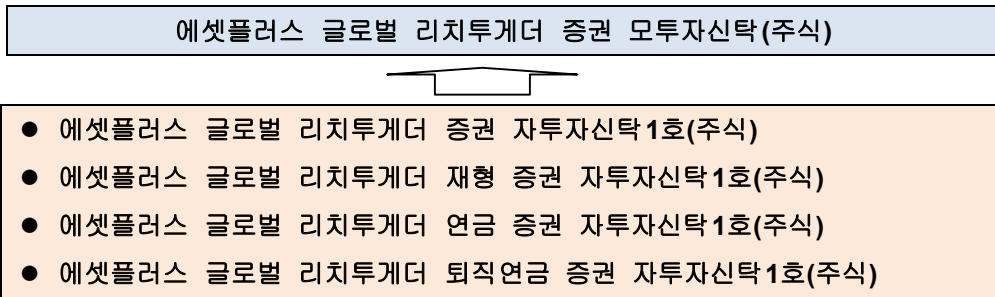 에셋플러스 글로벌 리치투게더 증권 모투자신탁(주식)
● 에셋플러스 글로벌 리치투게더 증권 자투자신탁1호(주식)
● 에셋플러스 글로벌 리치투게더 재형 증권 자투자신탁1호(주식)
● 에셋플러스 글로벌 리치투게더 연금 증권 자투자신탁1호(주식)
● 에셋플러스 글로벌 리치투게더 퇴직연금 증권 자투자신탁1호(주식)